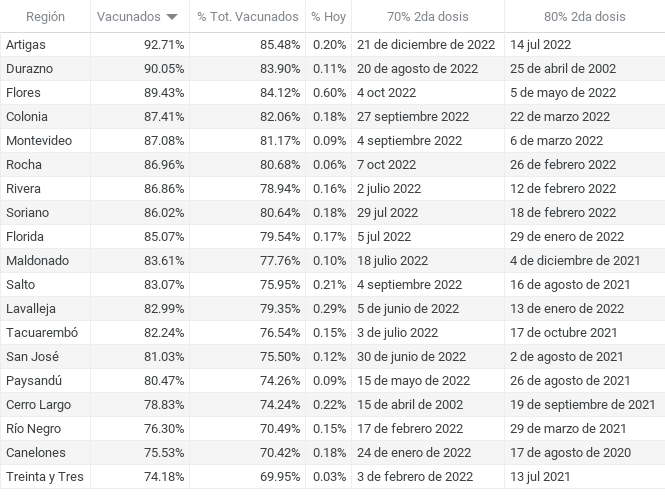 Región Vacunados % Tot. Vacunados % Hoy 70% 2da dosis 80% 2da dosis
Artigas 92.71% 85.48% 0.20% 21 de diciembre de 2022 14 jul 2022
Durazno 90.05% 83.90% 0.11% 20 de agosto de 2022 25 de abril de 2002
Flores 89.43% 84.12% 0.60% 4 oct 2022 5 de mayo de 2022
Colonia 87.41% 82.06% 0.18% 27 septiembre 2022 22 de marzo 2022
Montevideo 87.08% 81.17% 0.09% 4 septiembre 2022 6 de marzo 2022
Rocha 86.96% 80.68% 0.06% 7 oct 2022 26 de febrero 2022
Rivera 86.86% 78.94% 0.16% 2 julio 2022 12 de febrero 2022
Soriano 86.02% 80.64% 0.18% 29 jul 2022 18 de febrero 2022
Florida 85.07% 79.54% 0.17% 5 jul 2022 29 de enero de 2022
Maldonado 83.61% 77.76% 0.10% 18 julio 2022 4 de diciembre de 2021
Salto 83.07% 75.95% 0.21% 4 septiembre 2022 16 de agosto de 2021
Lavalleja 82.99% 79.35% 0.29% 5 de junio de 2022 13 de enero de 2022
Tacuarembó 82.24% 76.54% 0.15% 3 de julio 2022 17 de octubre 2021
San José 81.03% 75.50% 0.12% 30 de junio de 2022 2 de agosto de 2021
Paysandú 80.47% 74.26% 0.09% 15 de mayo de 2022 26 de agosto de 2021
Cerro Largo 78.83% 74.24% 0.22% 15 de abril de 2002 19 de septiembre de 2021
Río Negro 76.30% 70.49% 0.15% 17 de febrero 2022 29 de marzo de 2021
Canelones 75.53% 70.42% 0.18% 24 de enero de 2022 17 de agosto de 2020
Treinta y Tres 74.18% 69.95% 0.03% 3 de febrero de 2022 13 jul 2021